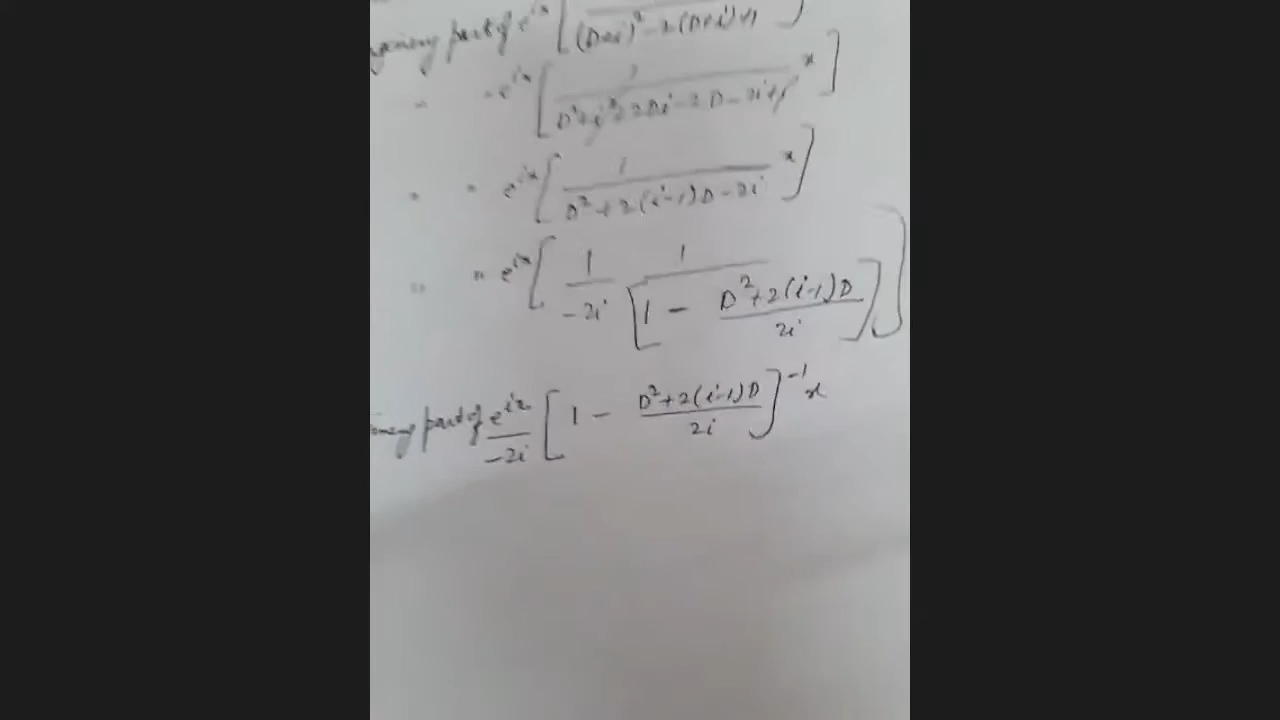 part of e^{ix} [ 1/((D+i)^2 - 2(D+i)+1)
" - e^{ix} [ 1/(D^2+i^2+2Di-2D-2i+1) x ]
" " e^{ix} [ 1/(D^2+2(i-1)D-2i) x ]
" " e^{ix} [ 1/(-2i) 1/[1 - (D^2+2(i-1)D)/(2i)] ]
part of e^{ix}/(-2i) [ 1 - (D^2+2(i-1)D)/(2i) ]^{-1} x